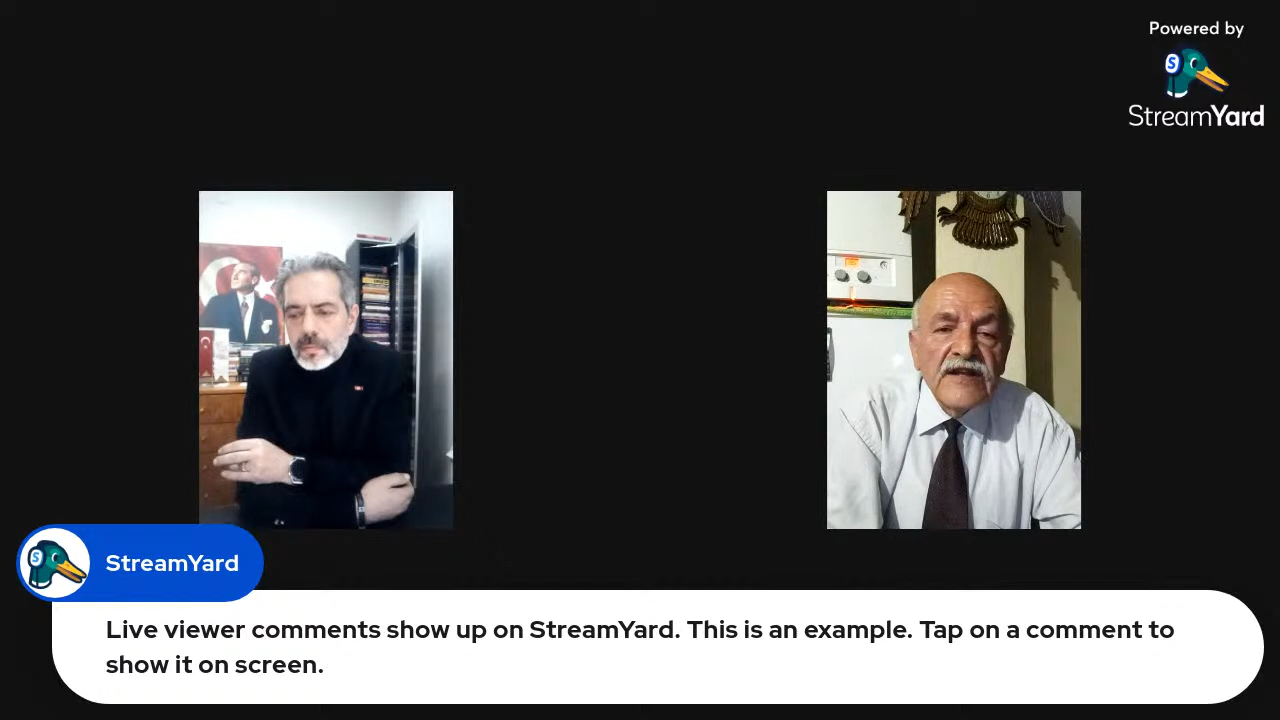 Powered by
S
StreamYard
S
StreamYard
Live viewer comments show up on StreamYard. This is an example. Tap on a comment to
show it on screen.